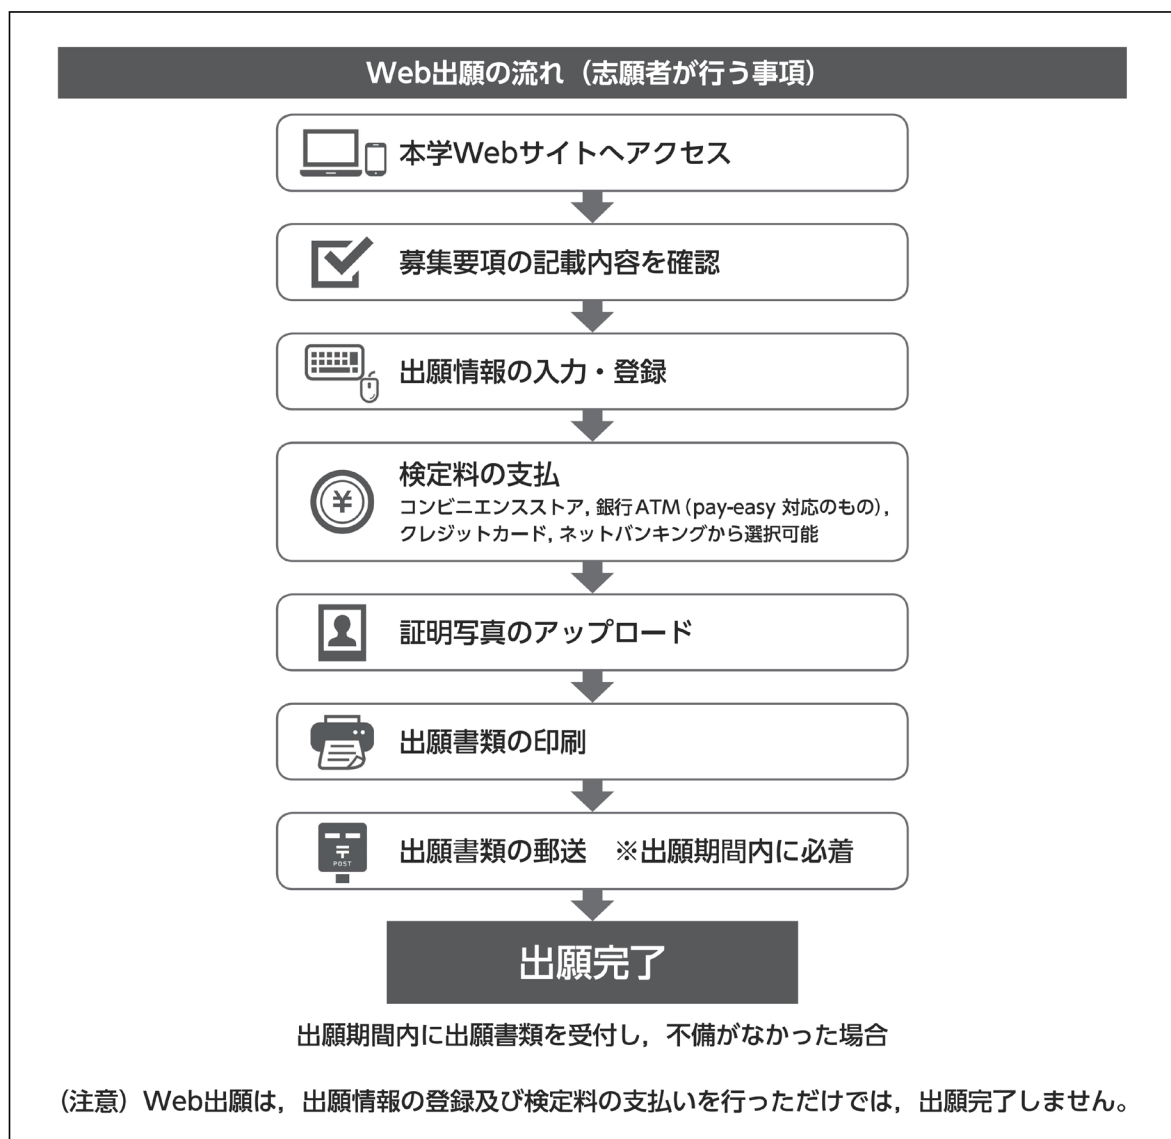 Web出願の流れ（志願者が行う事項）
本学Webサイトへアクセス
募集要項の記載内容を確認
出願情報の入力・登録
検定料の支払
コンビニエンスストア，銀行ATM（pay-easy 対応のもの），
クレジットカード，ネットバンキングから選択可能
¥
証明写真のアップロード
出願書類の印刷
出願書類の郵送　※出願期間内に必着
〒
POST
出願完了
出願期間内に出願書類を受付し，不備がなかった場合
（注意）Web出願は，出願情報の登録及び検定料の支払いを行っただけでは，出願完了しません。